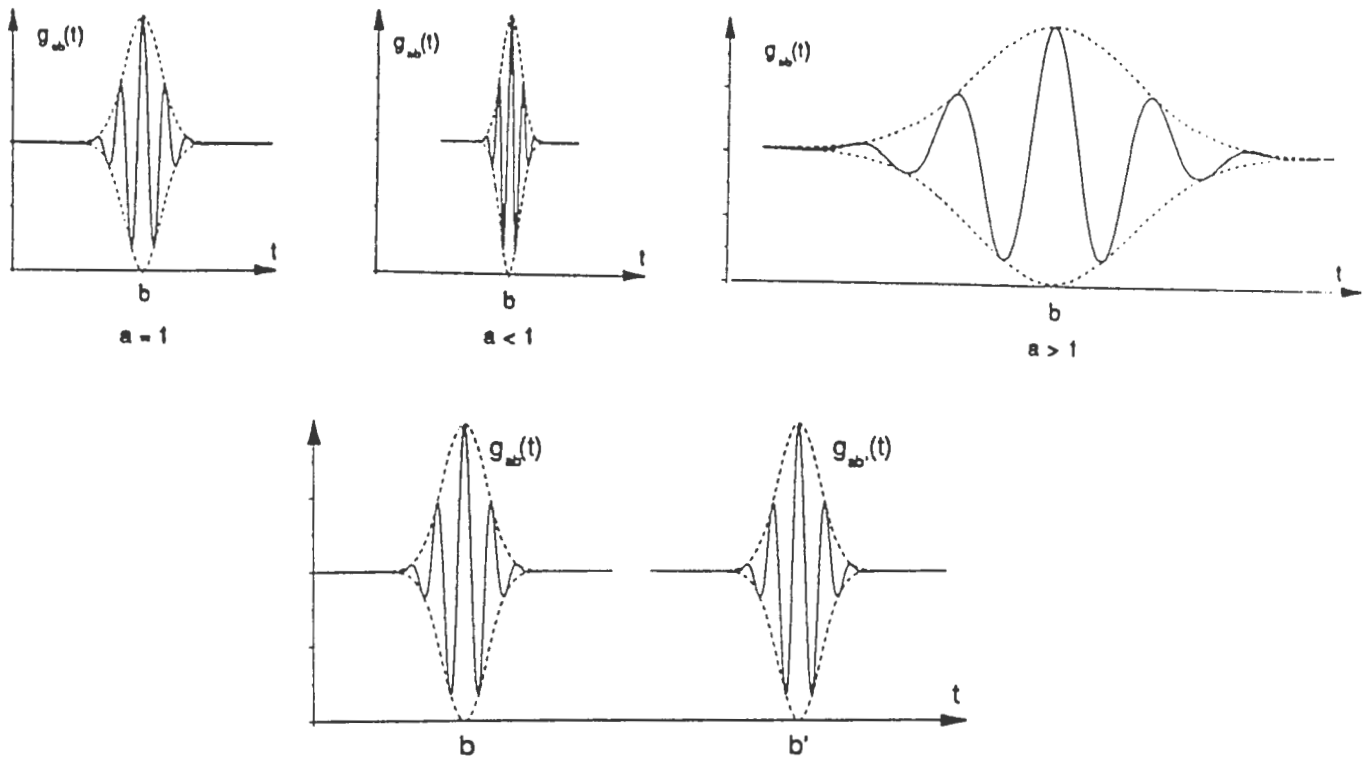 g_ab(t)
t
b
a = 1
g_ab(t)
t
b
a < 1
g_ab(t)
t
b
a > 1
g_ab(t)
g_ab'(t)
t
b
b'